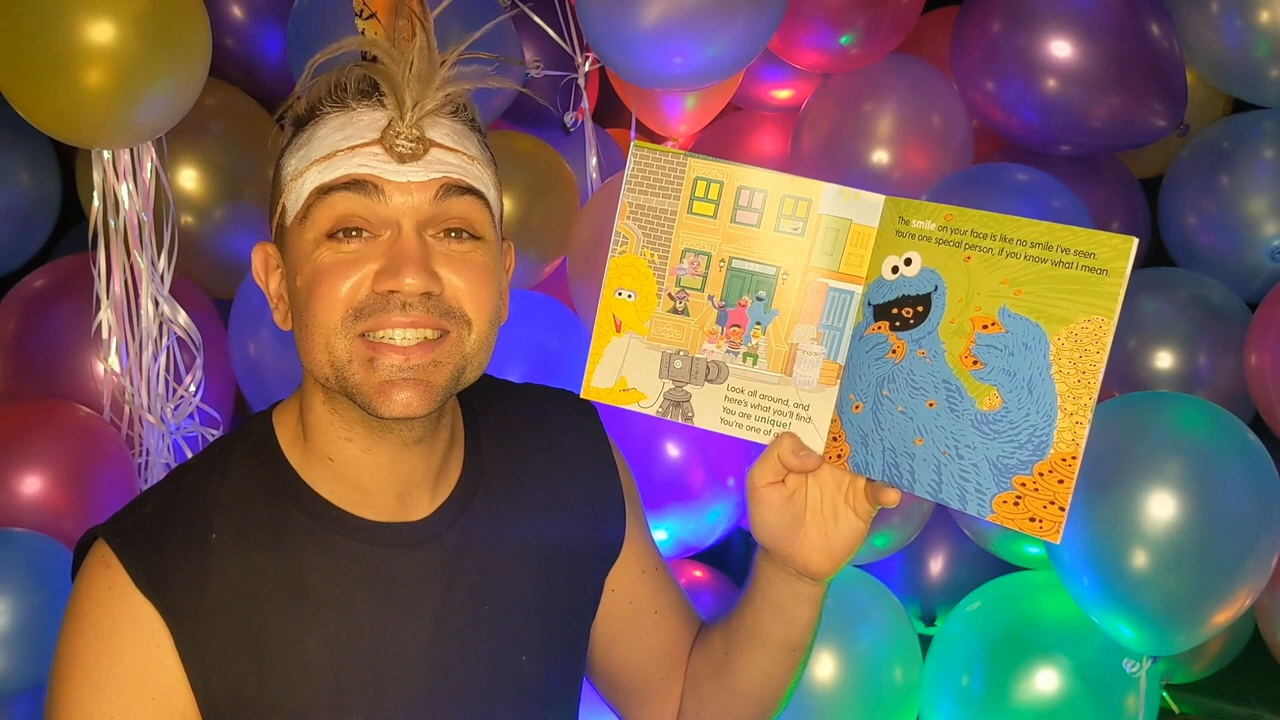 Look all around, and
here's what you'll find:
You are unique!
You're one of a
The smile on your face is like no smile I've seen.
You're one special person, if you know what I mean.